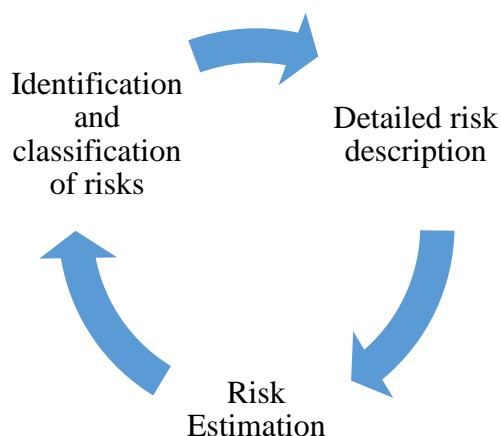 Identification
and
classification
of risks
Detailed risk
description
Risk
Estimation